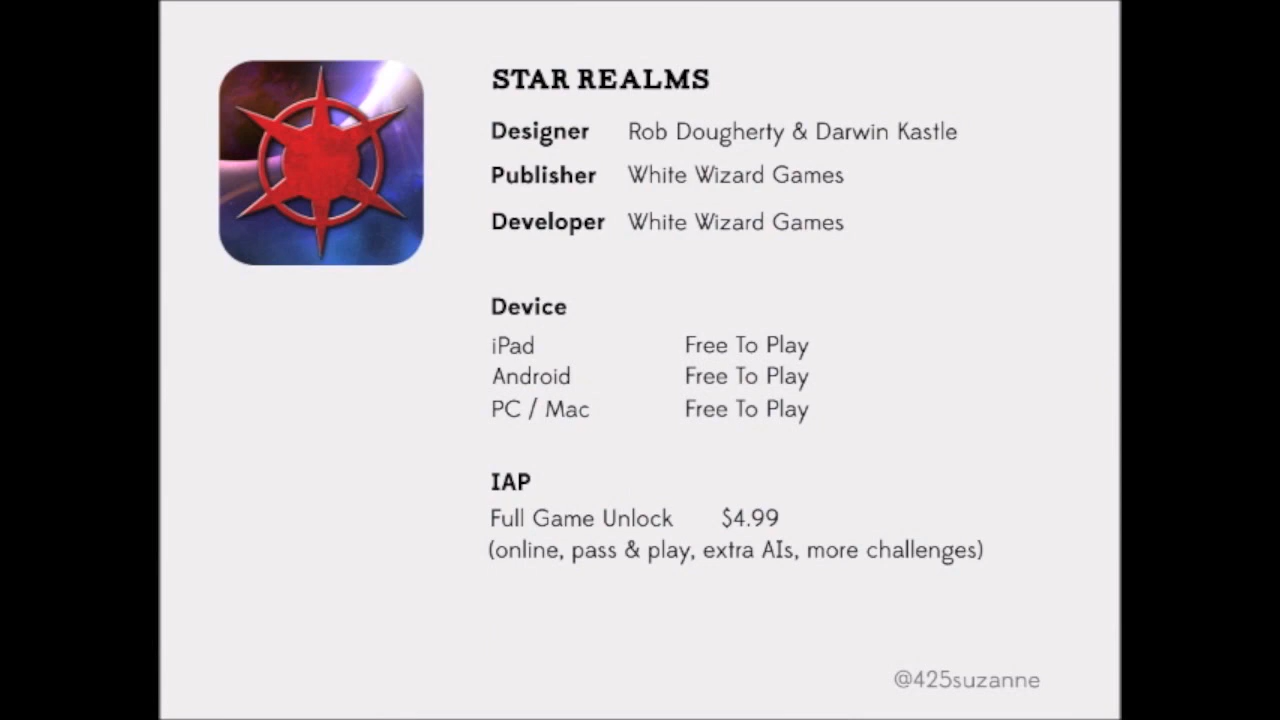 STAR REALMS
Designer Rob Dougherty & Darwin Kastle
Publisher White Wizard Games
Developer White Wizard Games
Device
iPad Free To Play
Android Free To Play
PC / Mac Free To Play
IAP
Full Game Unlock $4.99
(online, pass & play, extra AIs, more challenges)
@425suzanne